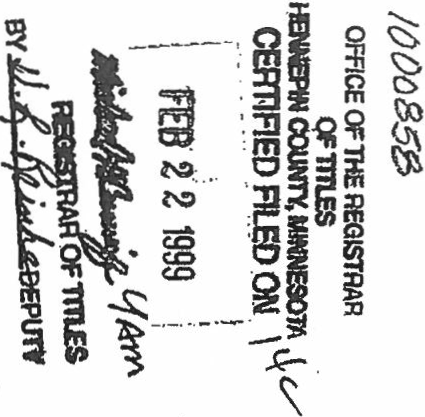 1000858
OFFICE OF THE REGISTRAR
OF TITLES
HENNEPIN COUNTY, MINNESOTA
CERTIFIED FILED ON
FEB 22 1999
4AM
REGISTRAR OF TITLES
BY DEPUTY